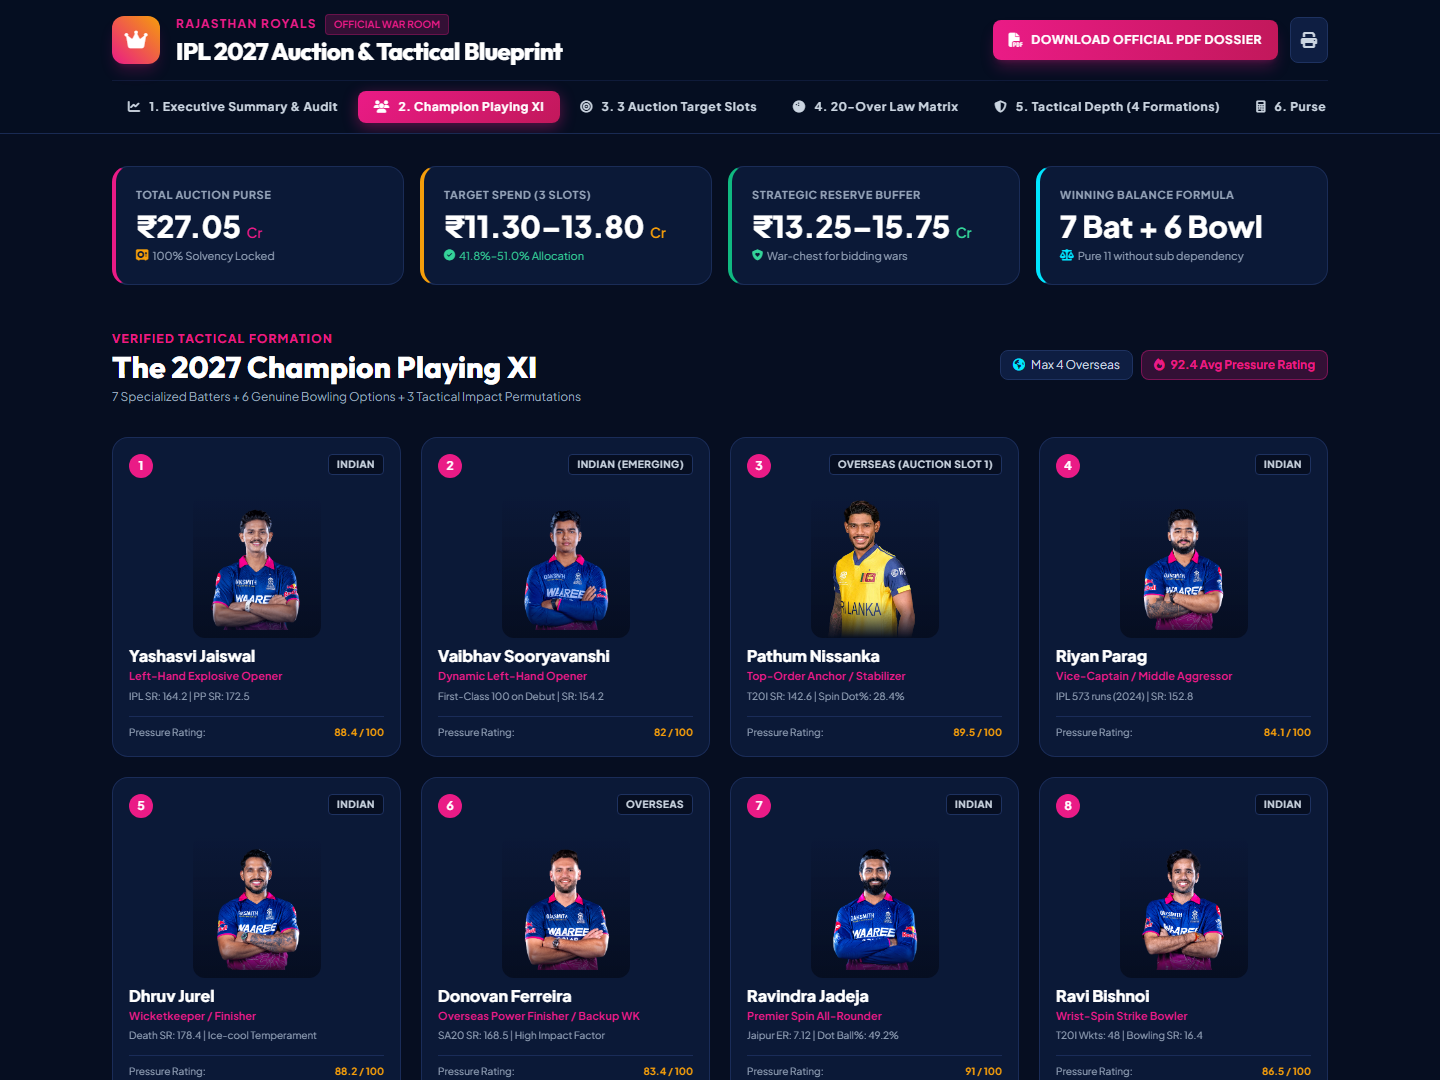 RAJASTHAN ROYALS OFFICIAL WAR ROOM
IPL 2027 Auction & Tactical Blueprint
DOWNLOAD OFFICIAL PDF DOSSIER
1. Executive Summary & Audit
2. Champion Playing XI
3. 3 Auction Target Slots
4. 20-Over Law Matrix
5. Tactical Depth (4 Formations)
6. Purse
TOTAL AUCTION PURSE
₹27.05 Cr
100% Solvency Locked
TARGET SPEND (3 SLOTS)
₹11.30–13.80 Cr
41.8%–51.0% Allocation
STRATEGIC RESERVE BUFFER
₹13.25–15.75 Cr
War-chest for bidding wars
WINNING BALANCE FORMULA
7 Bat + 6 Bowl
Pure 11 without sub dependency
VERIFIED TACTICAL FORMATION
The 2027 Champion Playing XI
7 Specialized Batters + 6 Genuine Bowling Options + 3 Tactical Impact Permutations
Max 4 Overseas
92.4 Avg Pressure Rating
1
INDIAN
WAAREE
Yashasvi Jaiswal
Left-Hand Explosive Opener
IPL SR: 164.2 | PP SR: 172.5
Pressure Rating: 88.4 / 100
2
INDIAN (EMERGING)
WAAREE
Vaibhav Sooryavanshi
Dynamic Left-Hand Opener
First-Class 100 on Debut | SR: 154.2
Pressure Rating: 82 / 100
3
OVERSEAS (AUCTION SLOT 1)
LANKA
Pathum Nissanka
Top-Order Anchor / Stabilizer
T20I SR: 142.6 | Spin Dot%: 28.4%
Pressure Rating: 89.5 / 100
4
INDIAN
WAAREE
Riyan Parag
Vice-Captain / Middle Aggressor
IPL 573 runs (2024) | SR: 152.8
Pressure Rating: 84.1 / 100
5
INDIAN
WAAREE
Dhruv Jurel
Wicketkeeper / Finisher
Death SR: 178.4 | Ice-cool Temperament
Pressure Rating: 88.2 / 100
6
OVERSEAS
WAAREE
Donovan Ferreira
Overseas Power Finisher / Backup WK
SA20 SR: 168.5 | High Impact Factor
Pressure Rating: 83.4 / 100
7
INDIAN
WAAREE
Ravindra Jadeja
Premier Spin All-Rounder
Jaipur ER: 7.12 | Dot Ball%: 49.2%
Pressure Rating: 91 / 100
8
INDIAN
WAAREE
Ravi Bishnoi
Wrist-Spin Strike Bowler
T20I Wkts: 48 | Bowling SR: 16.4
Pressure Rating: 86.5 / 100